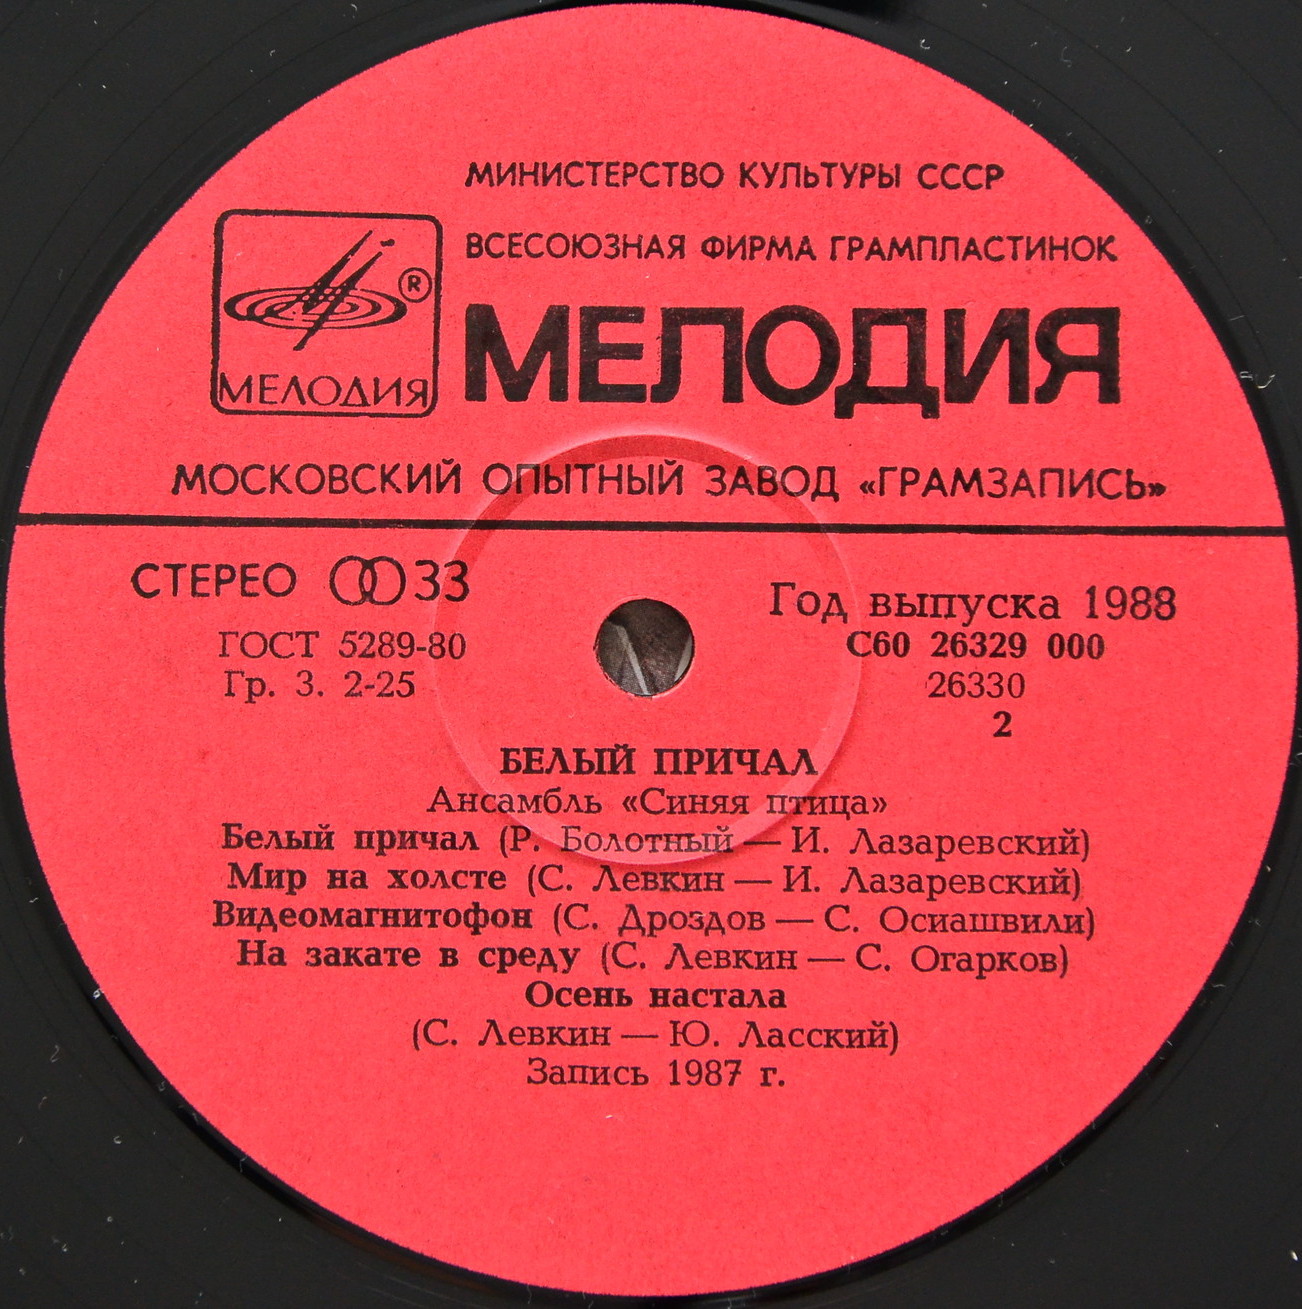 МИНИСТЕРСТВО КУЛЬТУРЫ СССР
ВСЕСОЮЗНАЯ ФИРМА ГРАМПЛАСТИНОК
®
МЕЛОДИЯ
МЕЛОДИЯ
МОСКОВСКИЙ ОПЫТНЫЙ ЗАВОД «ГРАМЗАПИСЬ»
СТЕРЕО 33
Год выпуска 1988
ГОСТ 5289-80
С60 26329 000
Гр. 3. 2-25
26330
2
БЕЛЫЙ ПРИЧАЛ
Ансамбль «Синяя птица»
Белый причал (Р. Болотный — И. Лазаревский)
Мир на холсте (С. Левкин — И. Лазаревский)
Видеомагнитофон (С. Дроздов — С. Осиашвили)
На закате в среду (С. Левкин — С. Огарков)
Осень настала
(С. Левкин — Ю. Ласский)
Запись 1987 г.